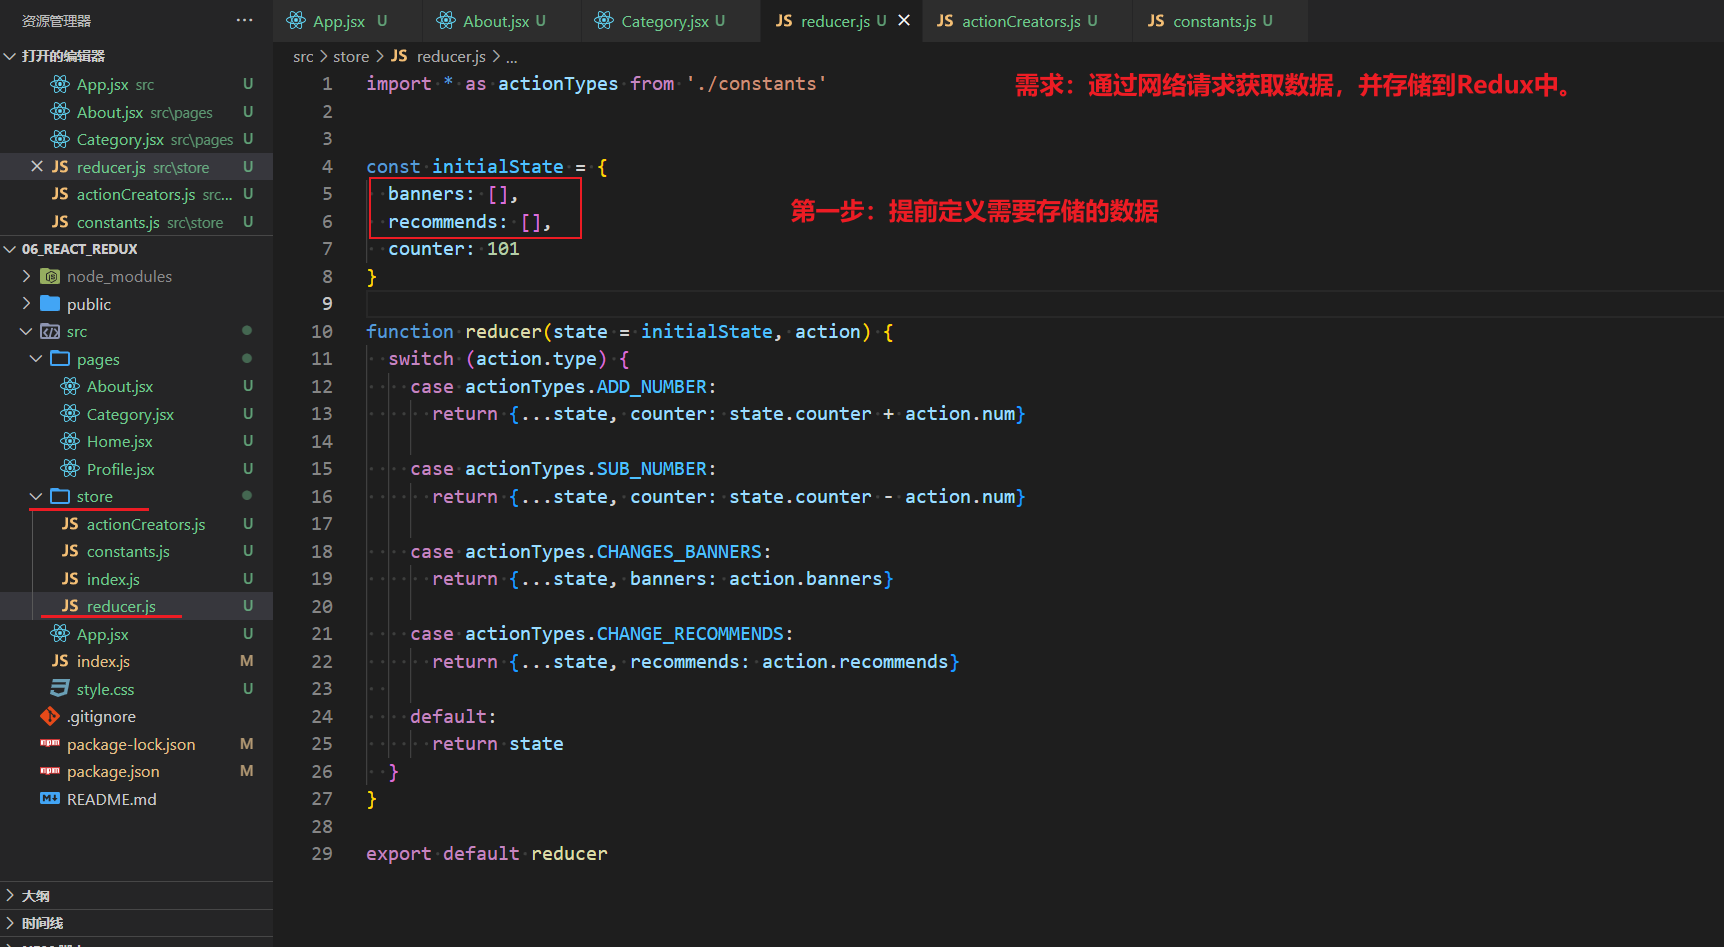 资源管理器 ···
打开的编辑器
App.jsx src U
About.jsx src\pages U
Category.jsx src\pages U
JS reducer.js src\store U
JS actionCreators.js src... U
JS constants.js src\store U
06_REACT_REDUX
node_modules
public
src
pages
About.jsx U
Category.jsx U
Home.jsx U
Profile.jsx U
store
JS actionCreators.js U
JS constants.js U
JS index.js U
JS reducer.js U
App.jsx U
JS index.js M
style.css U
.gitignore
npm package-lock.json M
npm package.json M
README.md
大纲
时间线
App.jsx U About.jsx U Category.jsx U JS reducer.js U JS actionCreators.js U JS constants.js U
src > store > JS reducer.js > ...
1 import * as actionTypes from './constants'
需求：通过网络请求获取数据，并存储到Redux中。
2
3
4 const initialState = {
5 banners: [],
第一步：提前定义需要存储的数据
6 recommends: [],
7 counter: 101
8 }
9
10 function reducer(state = initialState, action) {
11 switch (action.type) {
12 case actionTypes.ADD_NUMBER:
13 return {...state, counter: state.counter + action.num}
14
15 case actionTypes.SUB_NUMBER:
16 return {...state, counter: state.counter - action.num}
17
18 case actionTypes.CHANGES_BANNERS:
19 return {...state, banners: action.banners}
20
21 case actionTypes.CHANGE_RECOMMENDS:
22 return {...state, recommends: action.recommends}
23
24 default:
25 return state
26 }
27 }
28
29 export default reducer